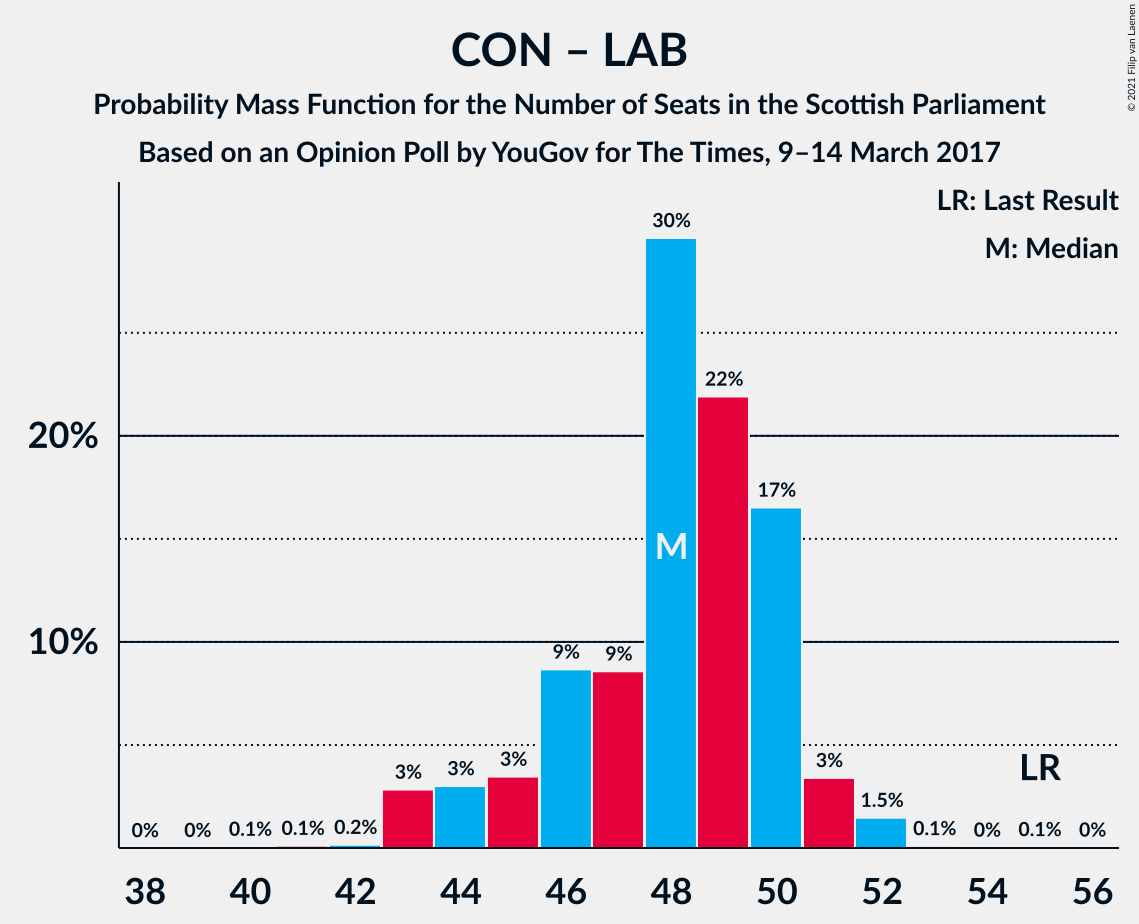 CON – LAB
Probability Mass Function for the Number of Seats in the Scottish Parliament
Based on an Opinion Poll by YouGov for The Times, 9–14 March 2017
© 2021 Filip van Laenen
LR: Last Result
M: Median
30%
22%
20%
17%
M
10%
9% 9%
3% 3% 3% 3% LR
1.5%
0% 0% 0.1% 0.1% 0.2% 0.1% 0% 0.1% 0%
38 40 42 44 46 48 50 52 54 56